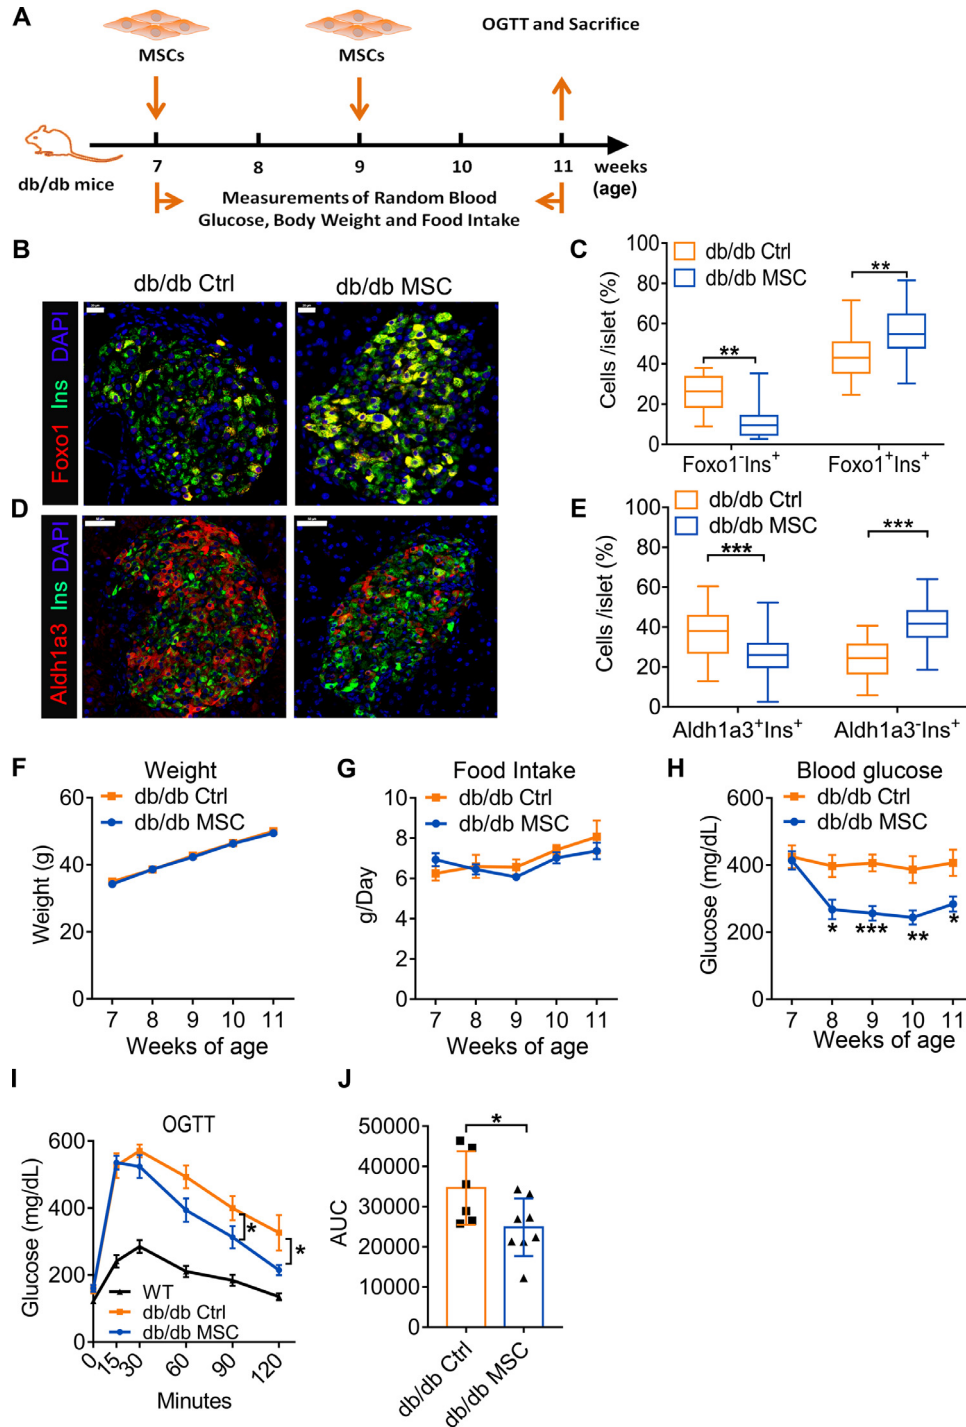 A
OGTT and Sacrifice
MSCs
MSCs
7
8
9
10
11
weeks
(age)
db/db mice
Measurements of Random Blood
Glucose, Body Weight and Food Intake
B
db/db Ctrl
db/db MSC
Foxo1 Ins DAPI
C
db/db Ctrl
db/db MSC
**
**
Cells /islet (%)
100
80
60
40
20
0
Foxo1⁻Ins⁺
Foxo1⁺Ins⁺
D
Aldh1a3 Ins DAPI
E
db/db Ctrl
db/db MSC
***
***
Cells /islet (%)
100
80
60
40
20
0
Aldh1a3⁺Ins⁺
Aldh1a3⁻Ins⁺
F
Weight
db/db Ctrl
db/db MSC
Weight (g)
60
40
20
0
7 8 9 10 11
Weeks of age
G
Food Intake
db/db Ctrl
db/db MSC
g/Day
10
8
6
4
2
0
7 8 9 10 11
Weeks of age
H
Blood glucose
db/db Ctrl
db/db MSC
Glucose (mg/dL)
600
400
200
0
* *** ** *
7 8 9 10 11
Weeks of age
I
OGTT
Glucose (mg/dL)
600
400
200
0
*
*
WT
db/db Ctrl
db/db MSC
0 15 30 60 90 120
Minutes
J
*
AUC
50000
40000
30000
20000
10000
0
db/db Ctrl
db/db MSC